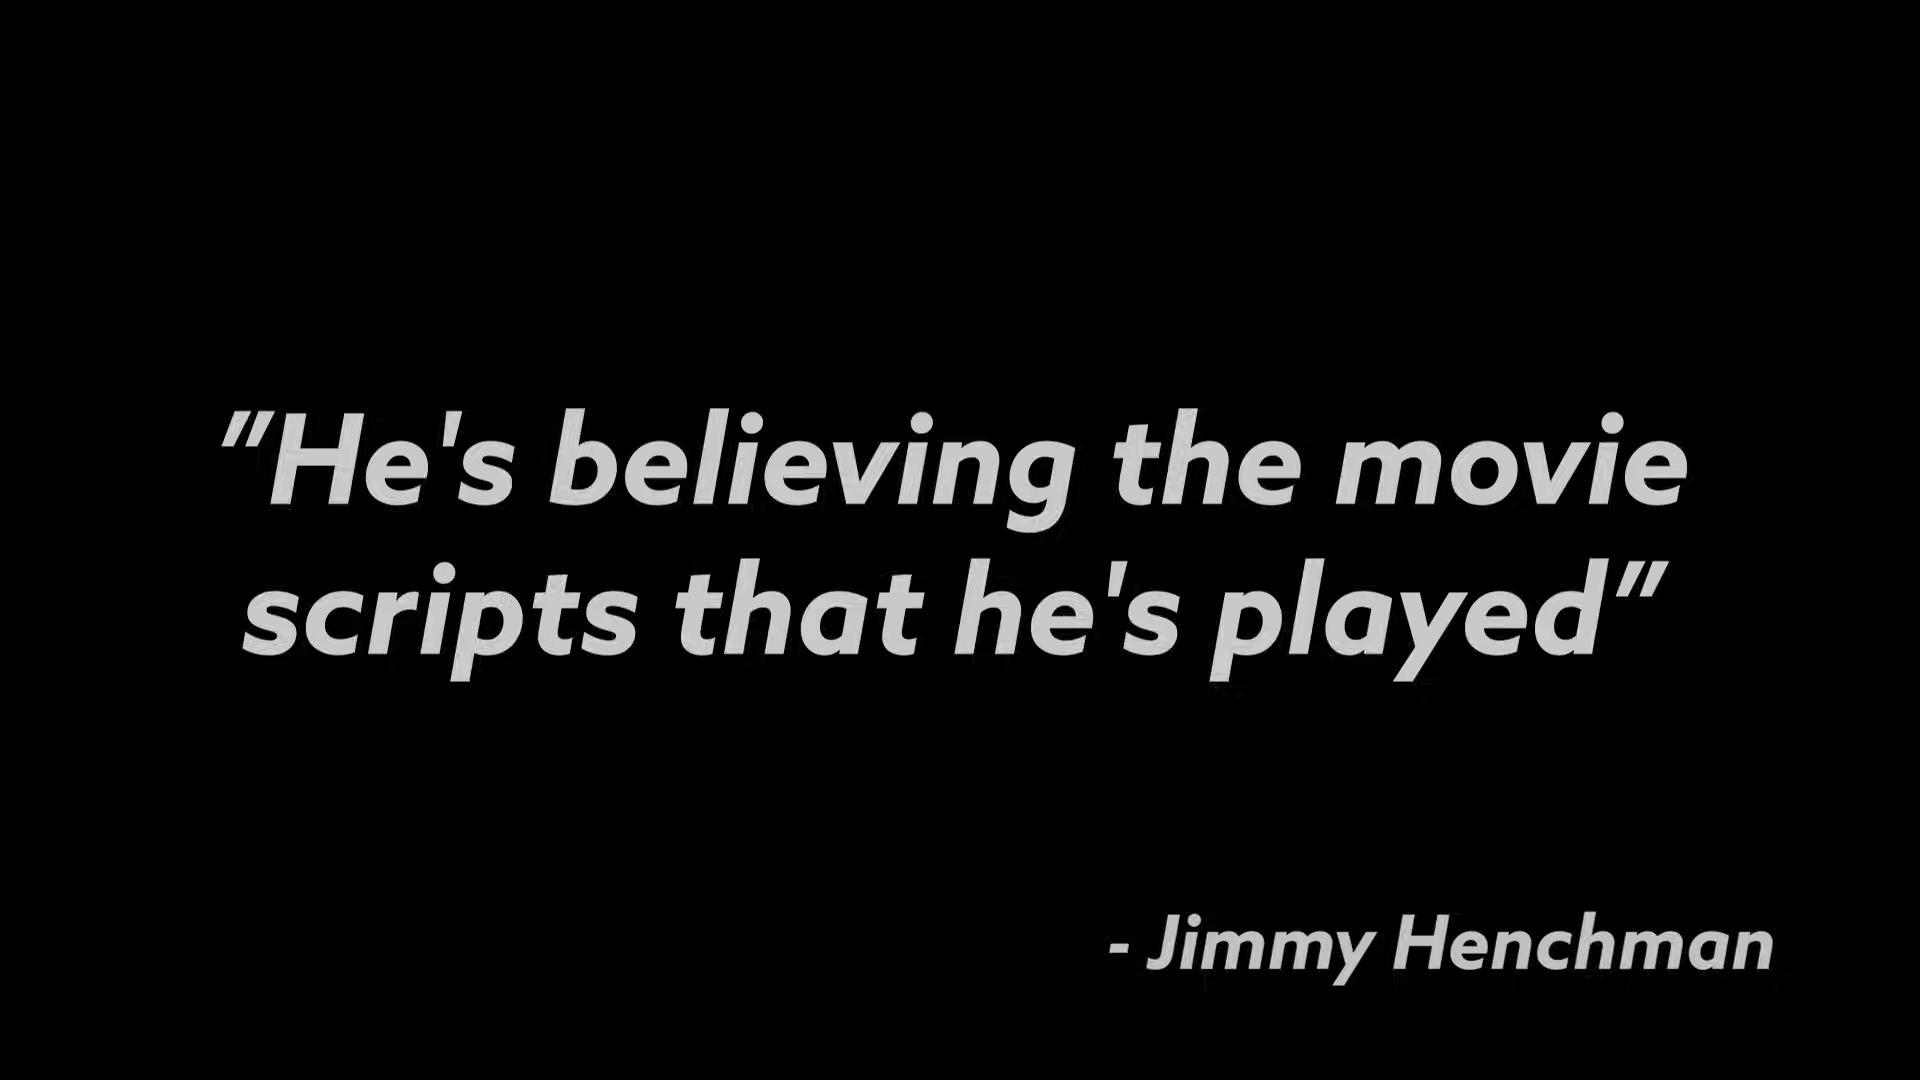 "He's believing the movie
scripts that he's played"
- Jimmy Henchman